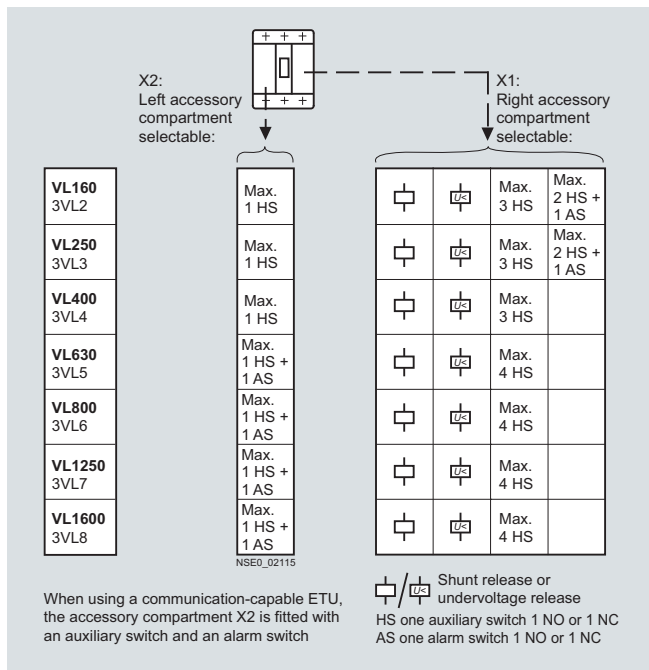 X2:
Left accessory
compartment
selectable:
X1:
Right accessory
compartment
selectable:
VL160
3VL2
Max.
1 HS
U<
Max.
3 HS
Max.
2 HS +
1 AS
VL250
3VL3
Max.
1 HS
U<
Max.
3 HS
Max.
2 HS +
1 AS
VL400
3VL4
Max.
1 HS
U<
Max.
3 HS
VL630
3VL5
Max.
1 HS +
1 AS
U<
Max.
4 HS
VL800
3VL6
Max.
1 HS +
1 AS
U<
Max.
4 HS
VL1250
3VL7
Max.
1 HS +
1 AS
U<
Max.
4 HS
VL1600
3VL8
Max.
1 HS +
1 AS
U<
Max.
4 HS
NSE0_02115
When using a communication-capable ETU,
the accessory compartment X2 is fitted with
an auxiliary switch and an alarm switch
/ U< Shunt release or
undervoltage release
HS one auxiliary switch 1 NO or 1 NC
AS one alarm switch 1 NO or 1 NC